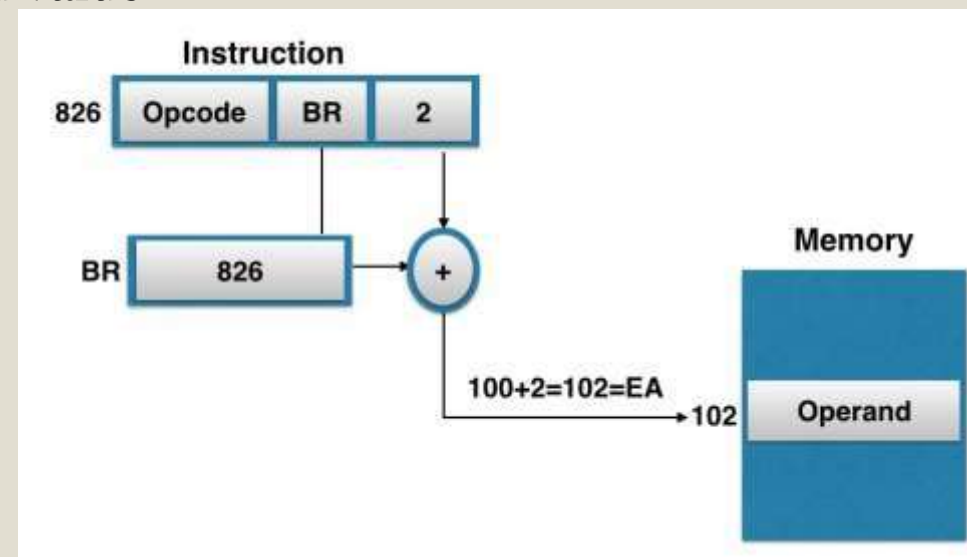 Instruction
826 Opcode BR 2
BR 826 +
Memory
100+2=102=EA
102 Operand